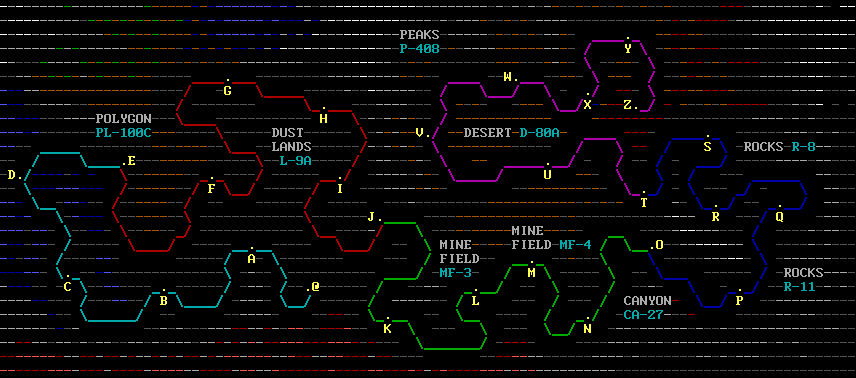 PEAKS
P-408
Y
W.
G
X
Z.
H
POLYGON
PL-100C
DUST
LANDS
L-9A
V.
DESERT D-80A
S
ROCKS R-8
D.
.E
F
I
U
T
R
Q
J.
MINE
FIELD
MF-3
MINE
FIELD MF-4
.O
A
M
C
B
.@
L
CANYON
CA-27
P
ROCKS
R-11
K
N